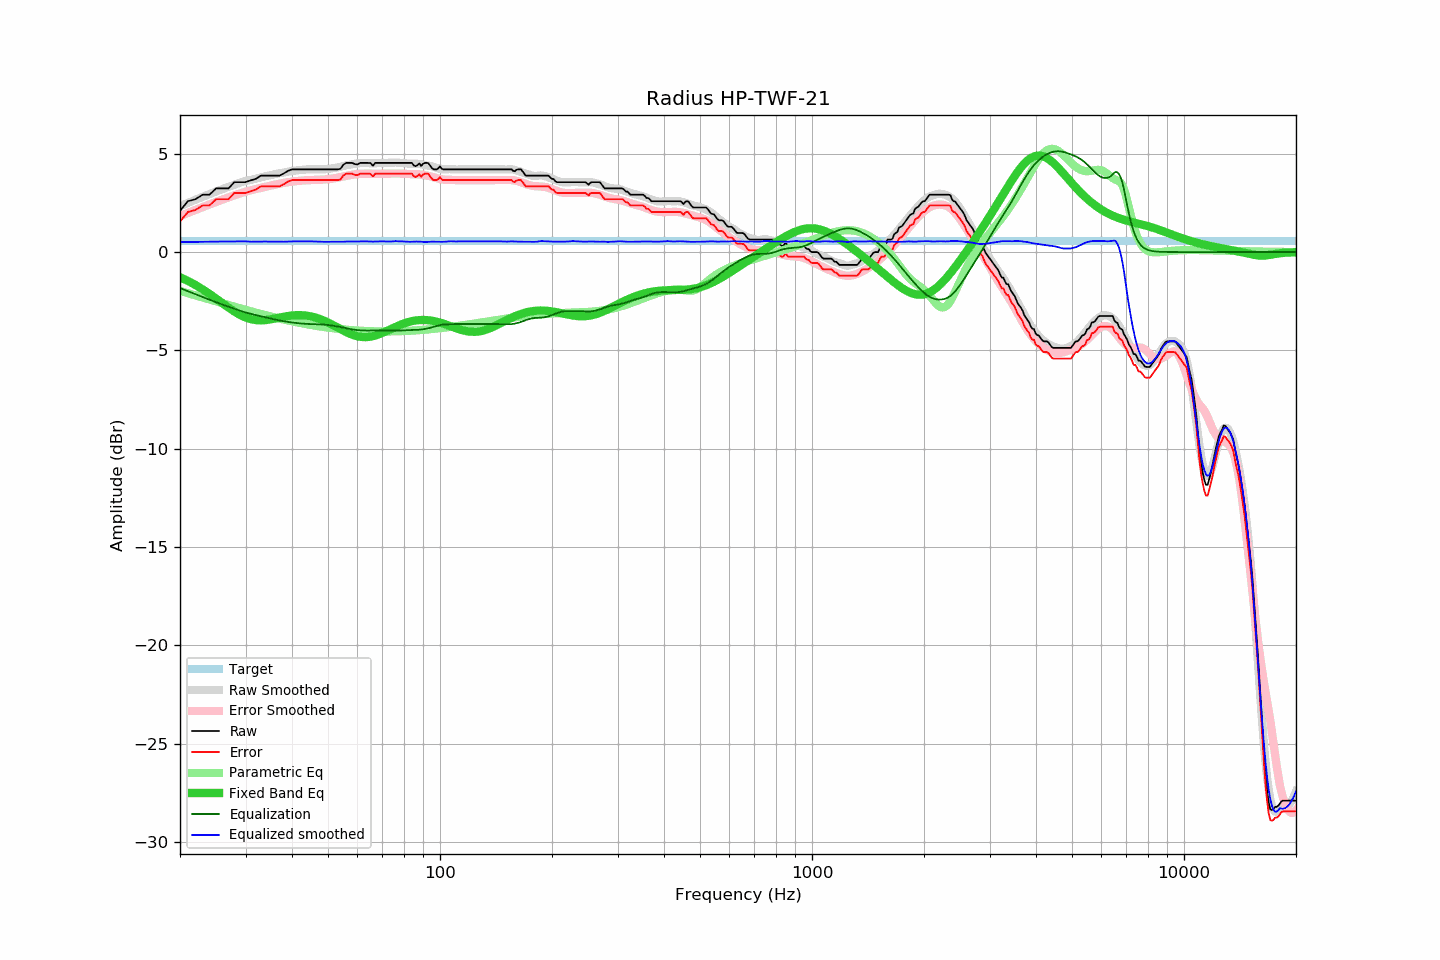 Radius HP-TWF-21
5
0
−5
−10
−15
−20
−25
−30
Amplitude (dBr)
Target
Raw Smoothed
Error Smoothed
Raw
Error
Parametric Eq
Fixed Band Eq
Equalization
Equalized smoothed
100
1000
10000
Frequency (Hz)